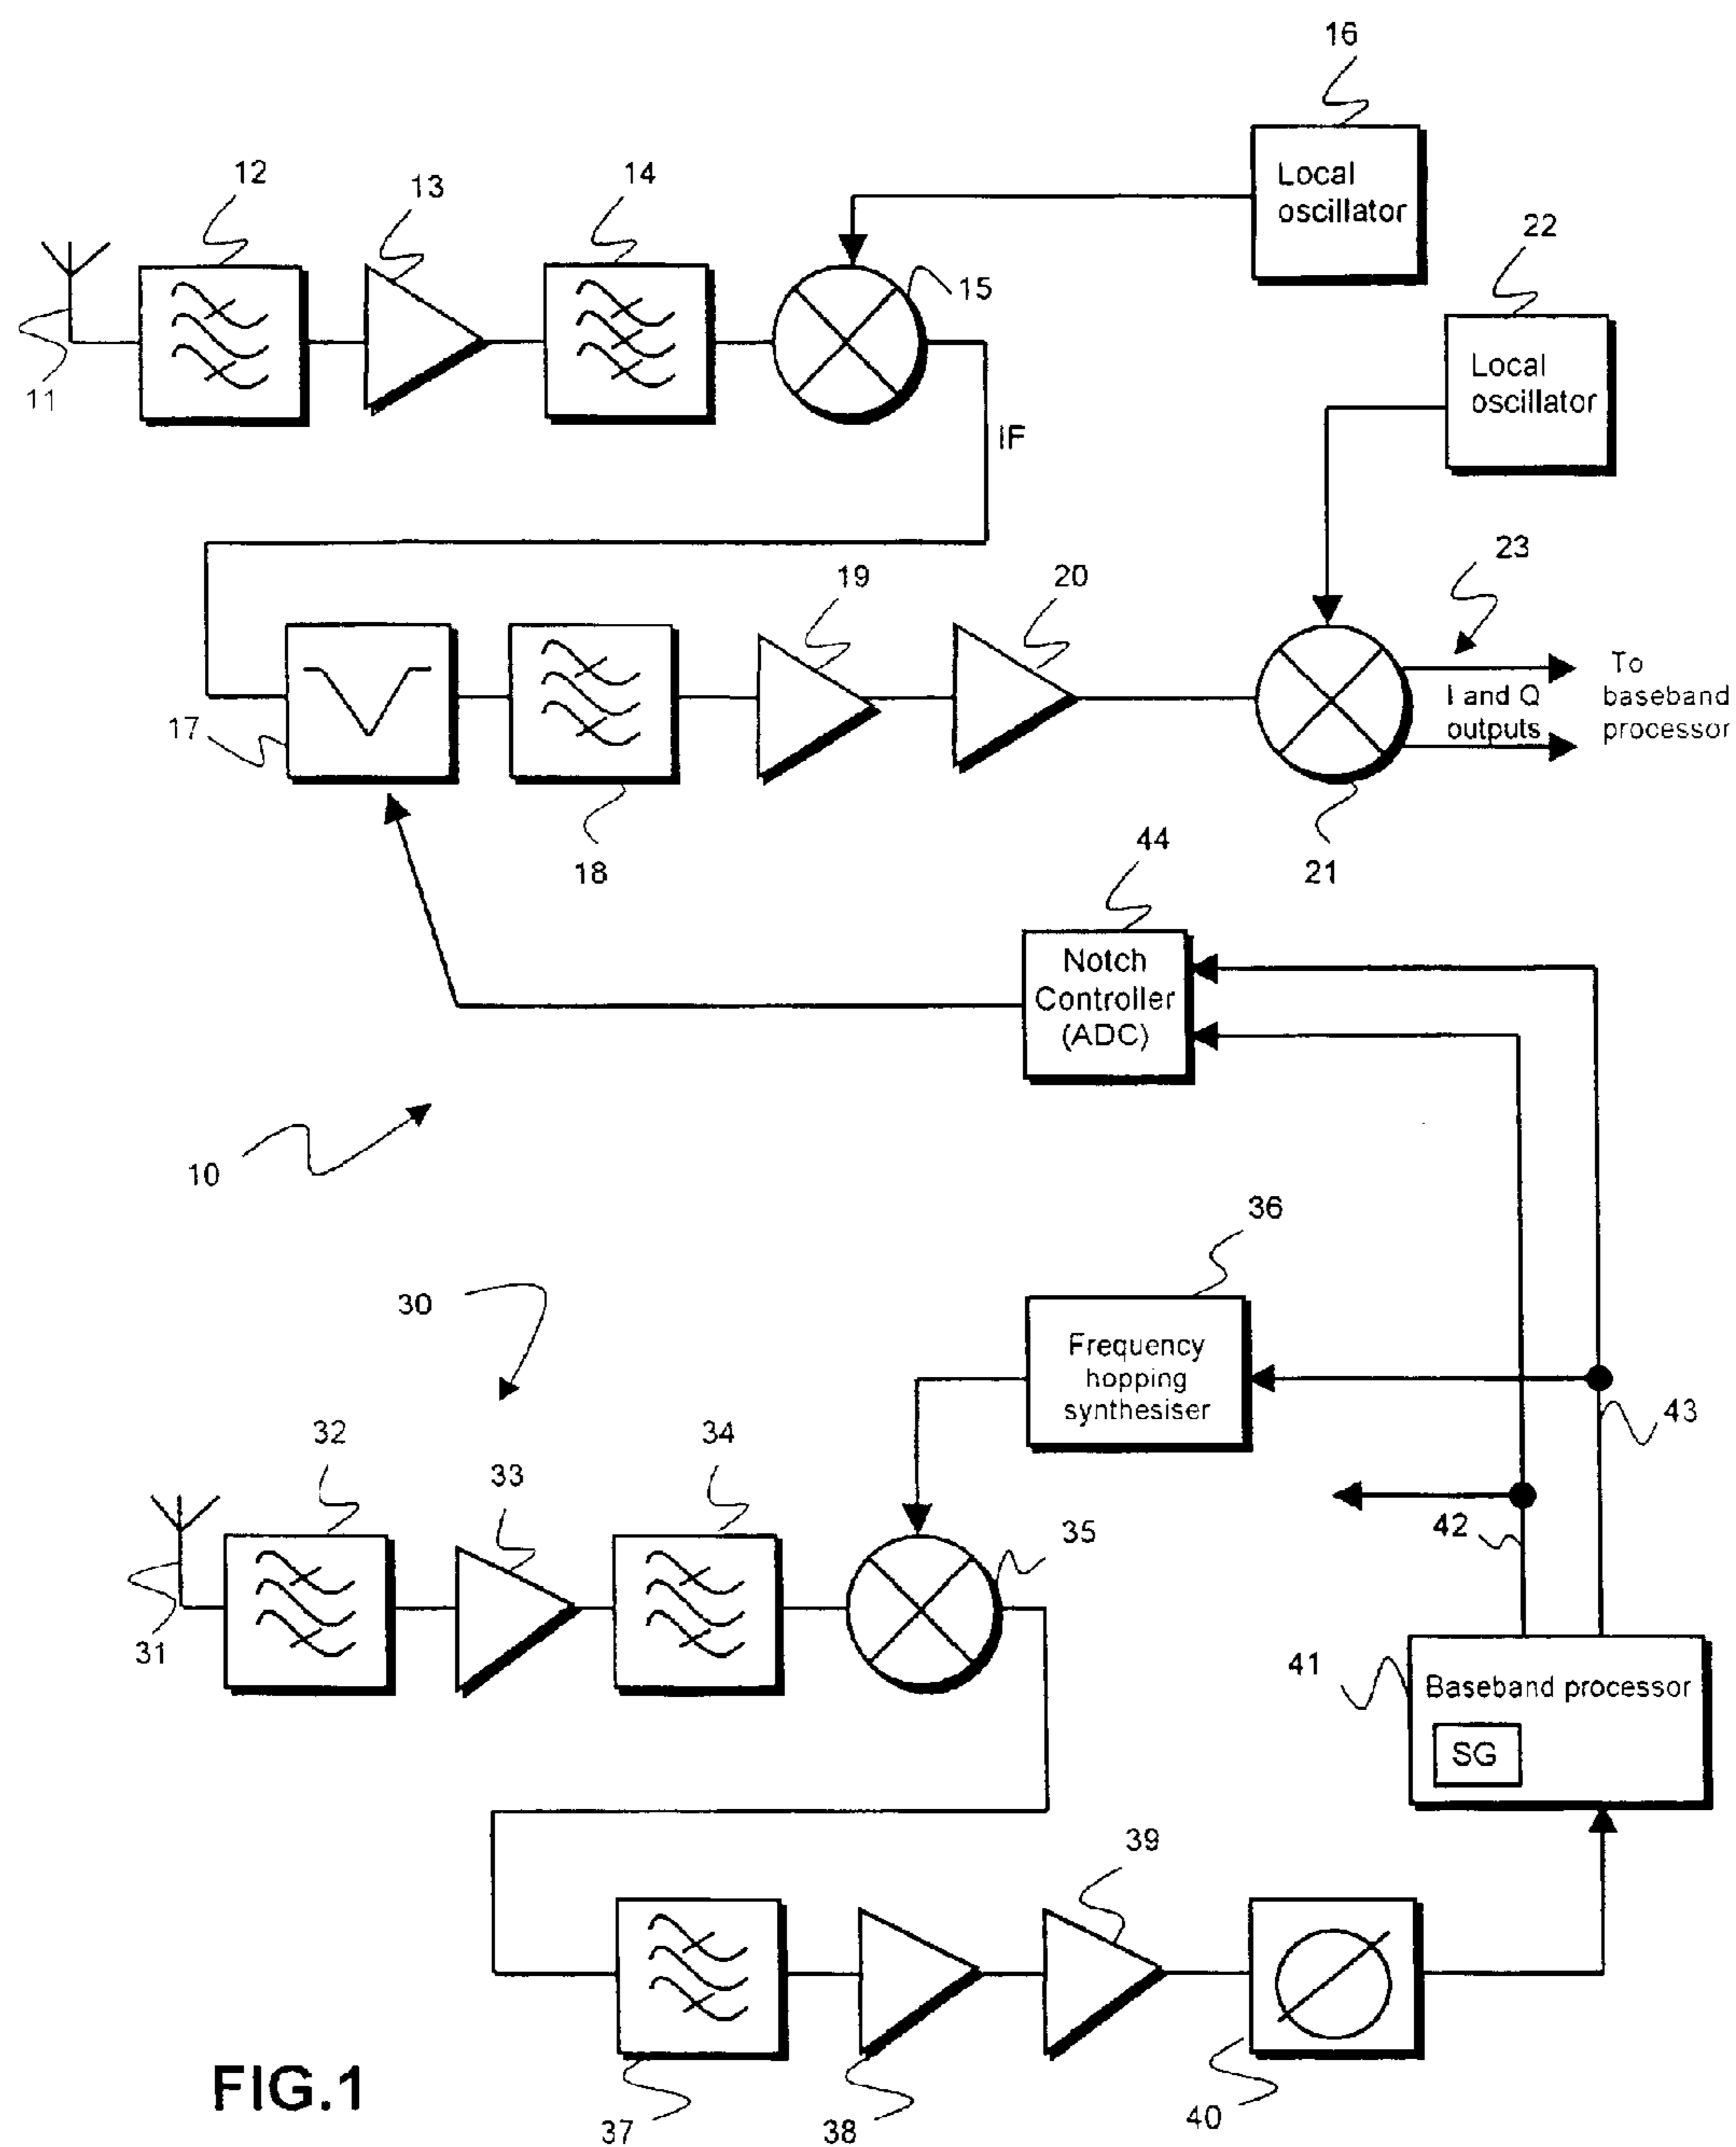 16
Local
oscillator
12
13
14
22
Local
oscillator
15
11
IF
23
19
20
To
baseband
processor
I and Q
outputs
17
18
21
44
Notch
Controller
(ADC)
10
36
30
Frequency
hopping
synthesiser
43
32
33
34
35
42
31
41
Baseband processor
SG
39
37
38
40
FIG.1